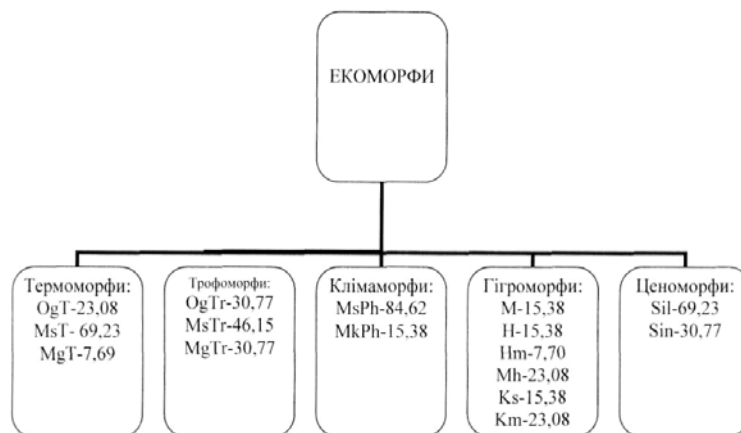 ЕКОМОРФИ
Термоморфи:
OgT-23,08
MsT- 69,23
MgT-7,69
Трофоморфи:
OgTr-30,77
MsTr-46,15
MgTr-30,77
Клімаморфи:
MsPh-84,62
MkPh-15,38
Гігроморфи:
M-15,38
H-15,38
Hm-7,70
Mh-23,08
Ks-15,38
Km-23,08
Ценоморфи:
Sil-69,23
Sin-30,77